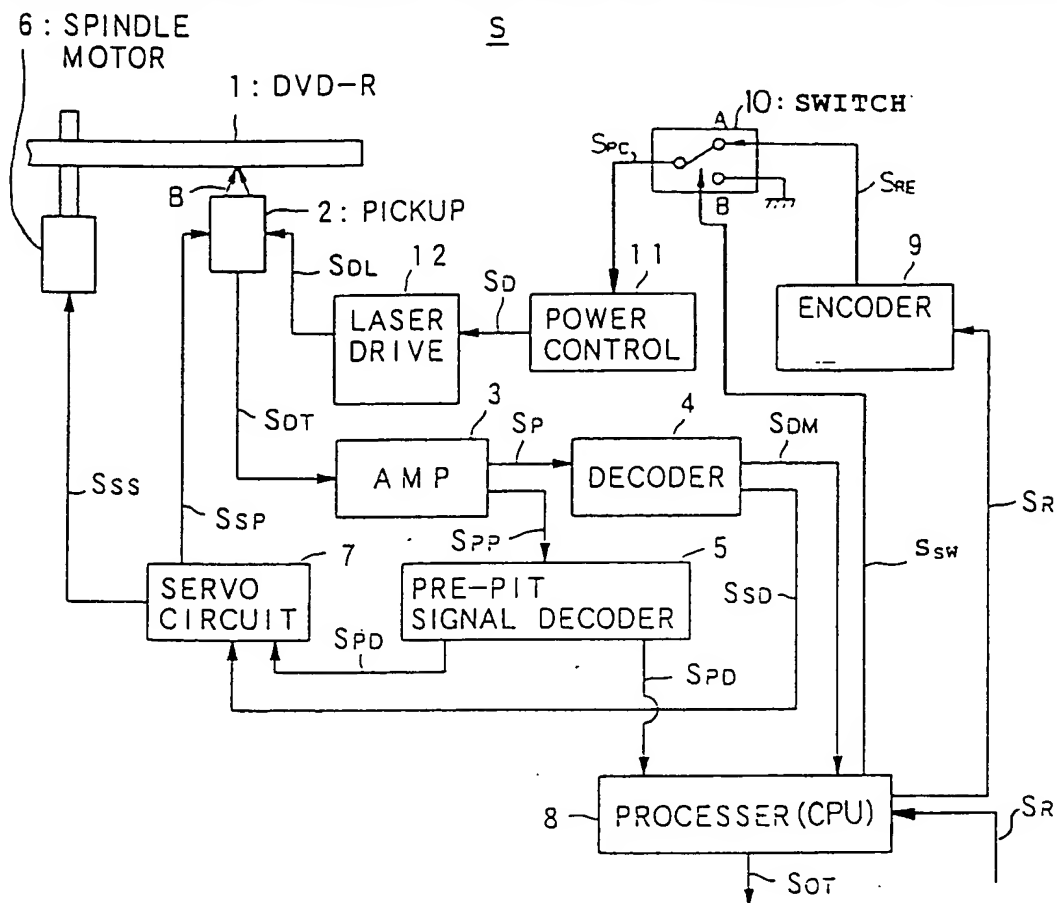 S
6: SPINDLE
MOTOR
1: DVD-R
10: SWITCH
A
SPC
B
SRE
B
2: PICKUP
SDL
12
SD
11
9
LASER
DRIVE
POWER
CONTROL
ENCODER
SDT
3
SP
4
SDM
AMP
DECODER
SSS
SSP
SPP
5
SSD
SSW
SR
7
SERVO
CIRCUIT
PRE-PIT
SIGNAL DECODER
SPD
SPD
8
PROCESSER (CPU)
SR
SOT